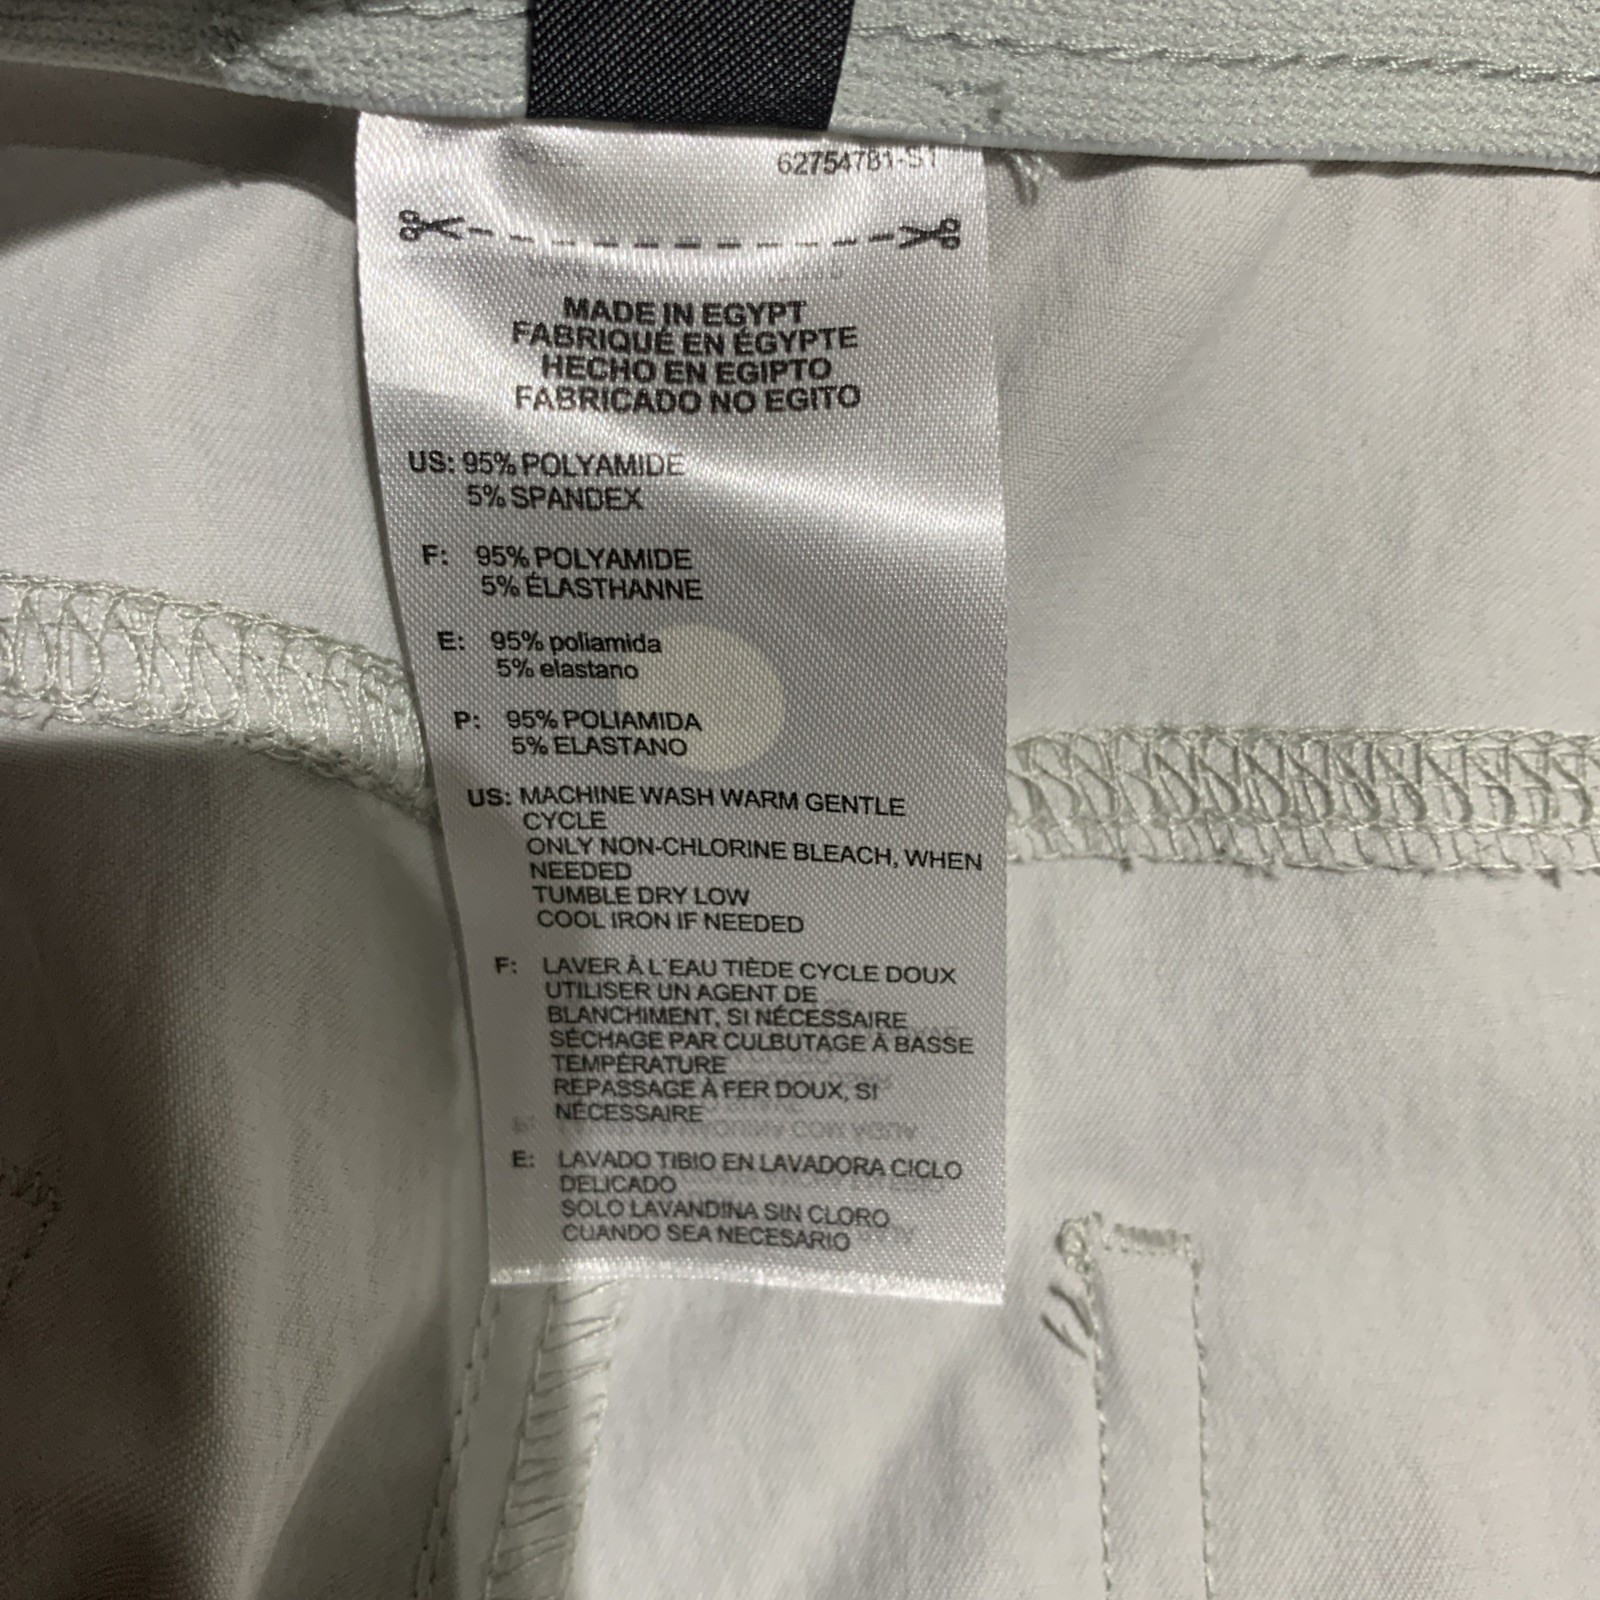 62754781-S1
MADE IN EGYPT
FABRIQUÉ EN ÉGYPTE
HECHO EN EGIPTO
FABRICADO NO EGITO
US: 95% POLYAMIDE
5% SPANDEX
F: 95% POLYAMIDE
5% ÉLASTHANNE
E: 95% poliamida
5% elastano
P: 95% POLIAMIDA
5% ELASTANO
US: MACHINE WASH WARM GENTLE
CYCLE
ONLY NON-CHLORINE BLEACH, WHEN
NEEDED
TUMBLE DRY LOW
COOL IRON IF NEEDED
F: LAVER À L'EAU TIÈDE CYCLE DOUX
UTILISER UN AGENT DE
BLANCHIMENT, SI NÉCESSAIRE
SÉCHAGE PAR CULBUTAGE À BASSE
TEMPÉRATURE
REPASSAGE À FER DOUX, SI
NÉCESSAIRE
E: LAVADO TIBIO EN LAVADORA CICLO
DELICADO
SOLO LAVANDINA SIN CLORO
CUANDO SEA NECESARIO